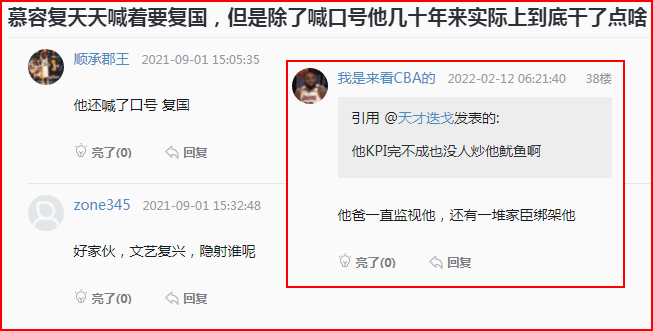 慕容复天天喊着要复国，但是除了喊口号他几十年来实际上到底干了点啥
顺承郡王 2021-09-01 15:05:35
他还喊了口号 复国
亮了(0) 回复
zone345 2021-09-01 15:32:48
好家伙，文艺复兴，隐射谁呢
亮了(0) 回复
我是来看CBA的 2022-02-12 06:21:40 38楼
引用 @天才迭戈发表的:
他KPI完不成也没人炒他鱿鱼啊
他爸一直监视他，还有一堆家臣绑架他
亮了(0) 回复